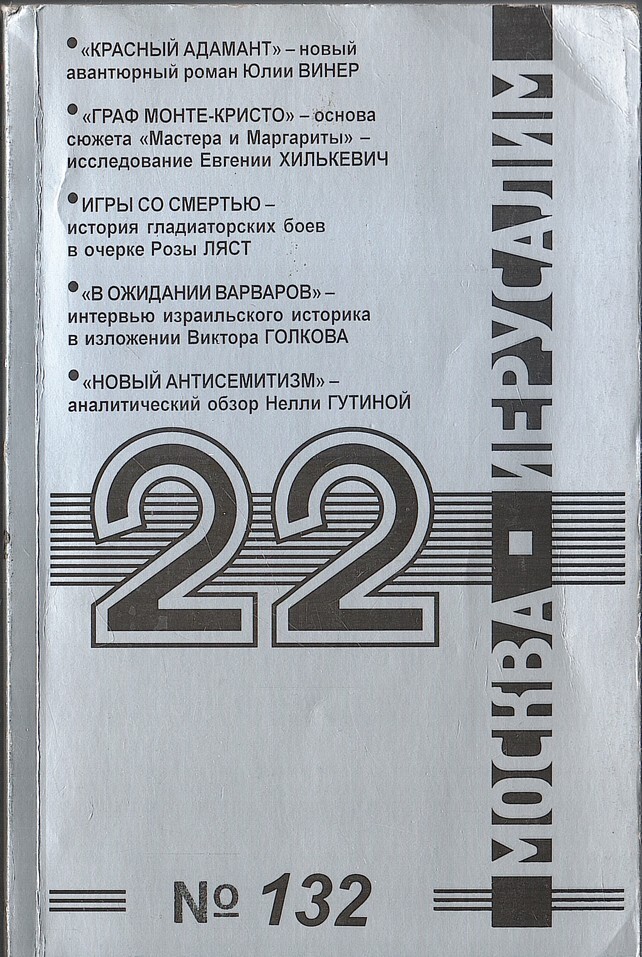 • «КРАСНЫЙ АДАМАНТ» – новый
авантюрный роман Юлии ВИНЕР
• «ГРАФ МОНТЕ-КРИСТО» – основа
сюжета «Мастера и Маргариты» –
исследование Евгении ХИЛЬКЕВИЧ
• ИГРЫ СО СМЕРТЬЮ –
история гладиаторских боев
в очерке Розы ЛЯСТ
• «В ОЖИДАНИИ ВАРВАРОВ» –
интервью израильского историка
в изложении Виктора ГОЛКОВА
• «НОВЫЙ АНТИСЕМИТИЗМ» –
аналитический обзор Нелли ГУТИНОЙ
22
МОСКВА ИЕРУСАЛИМ
№ 132